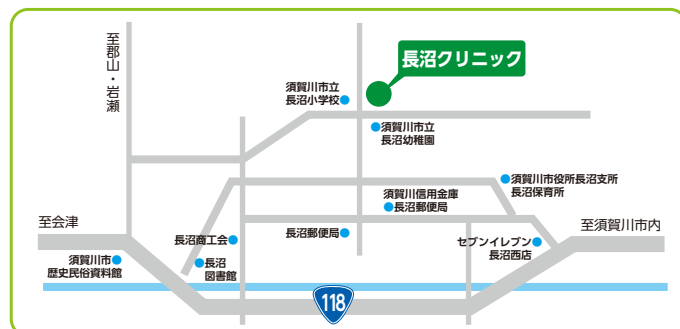 至郡山・岩瀬
長沼クリニック
須賀川市立
長沼小学校
須賀川市立
長沼幼稚園
須賀川市役所長沼支所
長沼保育所
須賀川信用金庫
長沼郵便局
至会津
至須賀川市内
長沼商工会
長沼郵便局
セブンイレブン
長沼西店
須賀川市
歴史民俗資料館
長沼
図書館
118